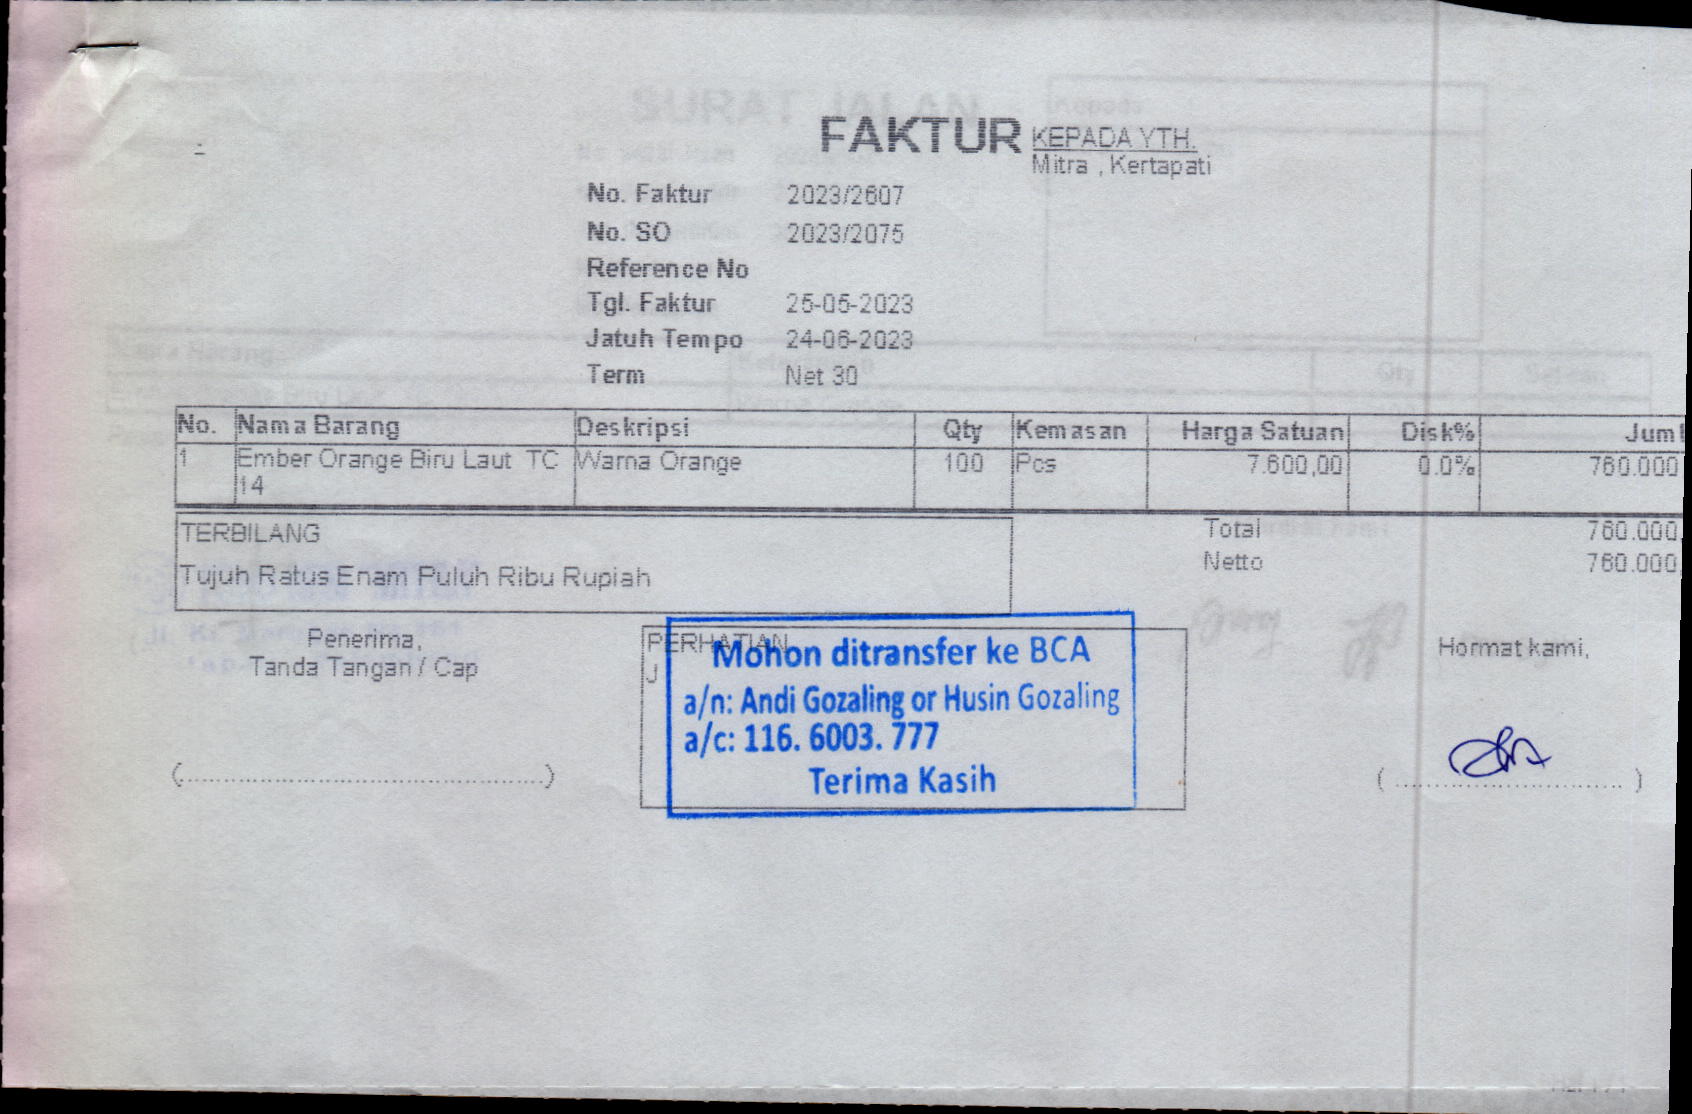 FAKTUR
KEPADA YTH.
Mitra , Kertapati
No. Faktur 2023/2607
No. SO 2023/2075
Reference No
Tgl. Faktur 25-05-2023
Jatuh Tempo 24-06-2023
Term Net 30
No. Nama Barang Deskripsi Qty Kemasan Harga Satuan Disk% Juml
1 Ember Orange Biru Laut TC Warna Orange 100 Pcs 7.600,00 0.0% 760.000
14
TERBILANG
Total 760.000
Netto 760.000
Tujuh Ratus Enam Puluh Ribu Rupiah
Penerima,
Tanda Tangan / Cap
PERHATIAN
J
Mohon ditransfer ke BCA
a/n: Andi Gozaling or Husin Gozaling
a/c: 116. 6003. 777
Terima Kasih
Hormat kami,
(..............................................)
( .............................. )